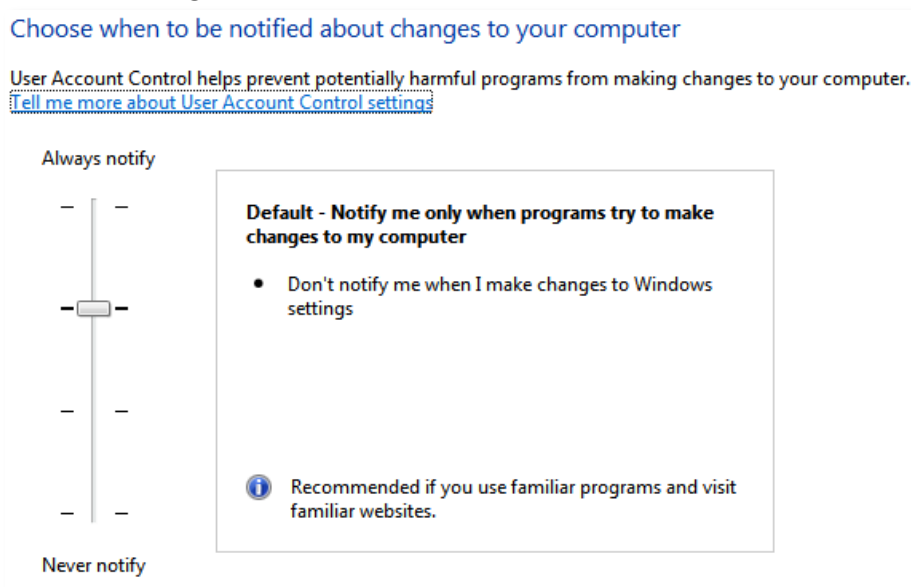 Choose when to be notified about changes to your computer
User Account Control helps prevent potentially harmful programs from making changes to your computer.
Tell me more about User Account Control settings
Always notify
Default - Notify me only when programs try to make
changes to my computer
• Don't notify me when I make changes to Windows
settings
Recommended if you use familiar programs and visit
familiar websites.
Never notify